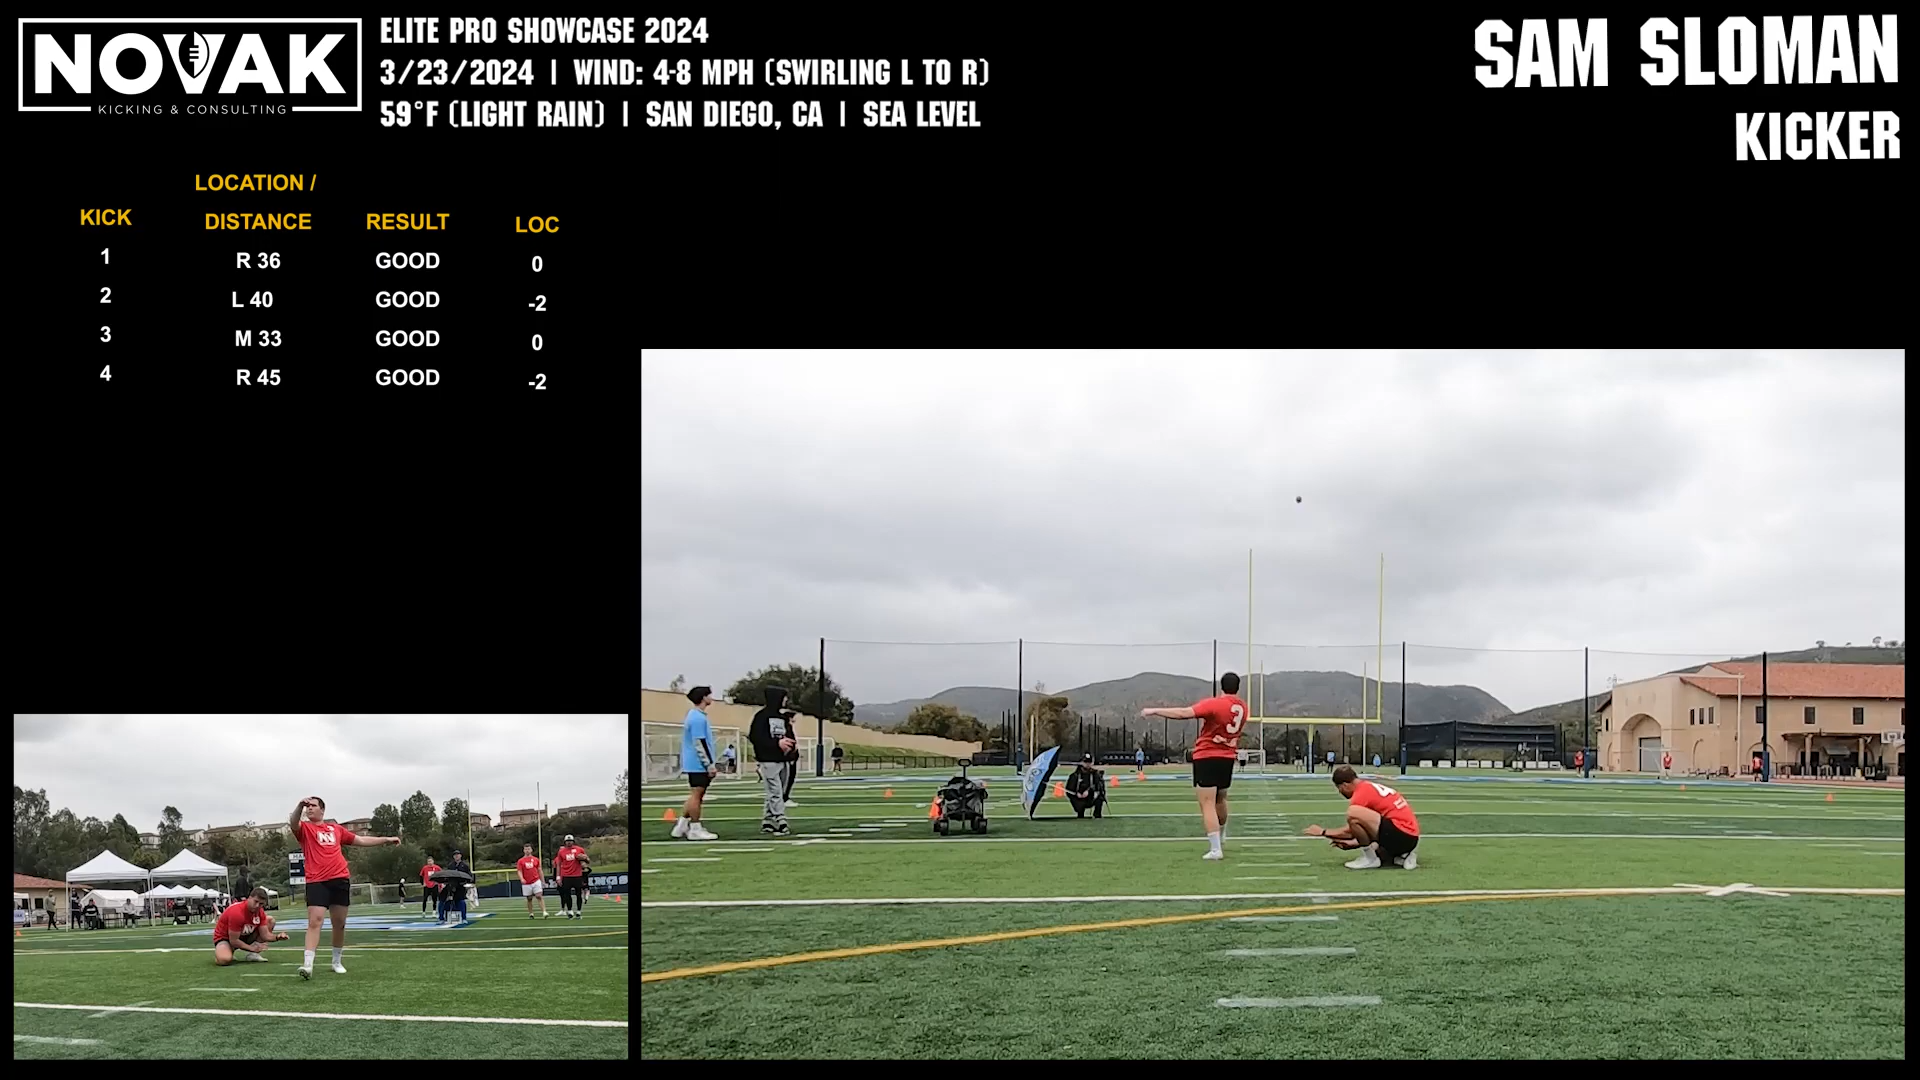 NOVAK
KICKING & CONSULTING
ELITE PRO SHOWCASE 2024
3/23/2024 | WIND: 4-8 MPH (SWIRLING L TO R)
59°F (LIGHT RAIN) | SAN DIEGO, CA | SEA LEVEL
SAM SLOMAN
KICKER
LOCATION /
KICK DISTANCE RESULT LOC
1 R 36 GOOD 0
2 L 40 GOOD -2
3 M 33 GOOD 0
4 R 45 GOOD -2
3
4